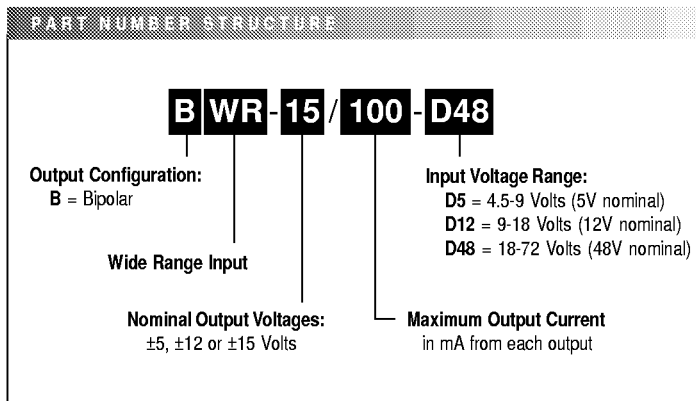 PART NUMBER STRUCTURE
B WR - 15 / 100 - D48
Output Configuration:
B = Bipolar
Wide Range Input
Nominal Output Voltages:
±5, ±12 or ±15 Volts
Input Voltage Range:
D5 = 4.5-9 Volts (5V nominal)
D12 = 9-18 Volts (12V nominal)
D48 = 18-72 Volts (48V nominal)
Maximum Output Current
in mA from each output